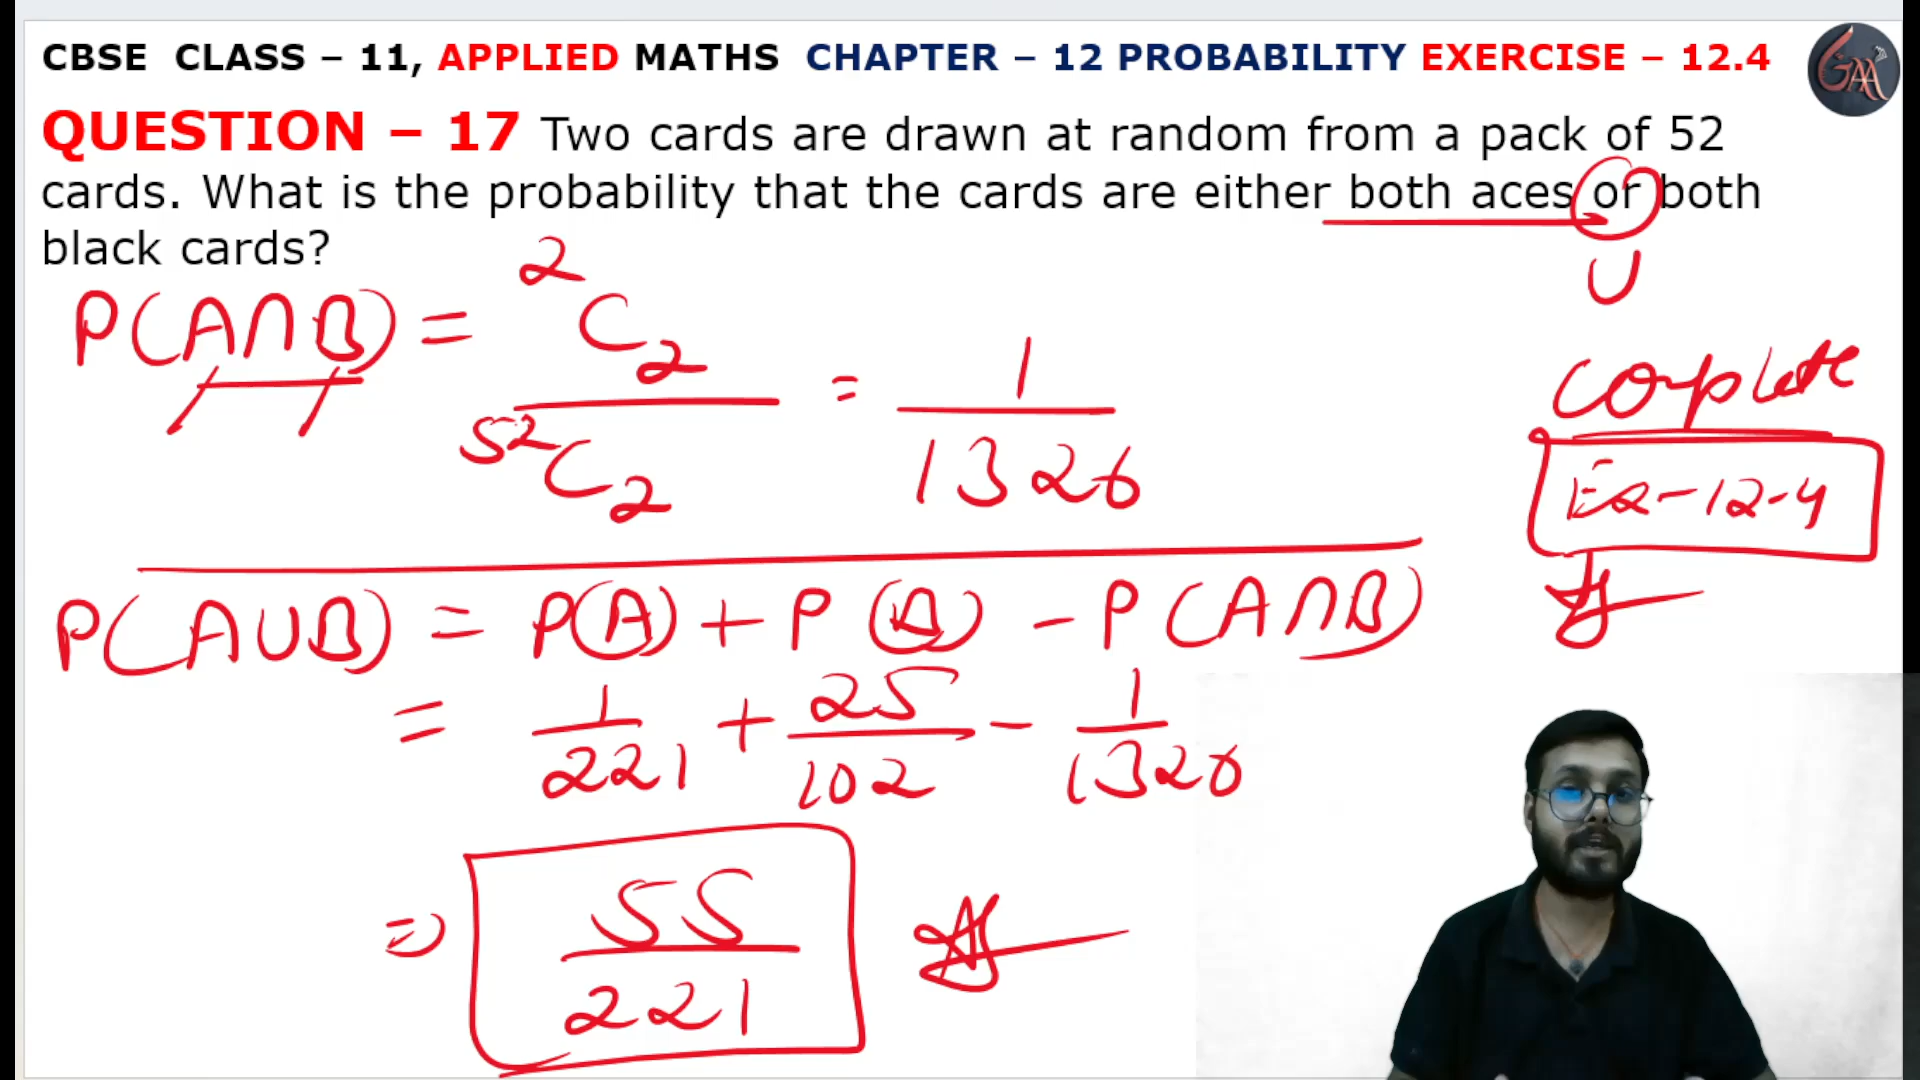 CBSE CLASS – 11, APPLIED MATHS CHAPTER – 12 PROBABILITY EXERCISE – 12.4
GAA
QUESTION – 17 Two cards are drawn at random from a pack of 52
cards. What is the probability that the cards are either both aces or both
black cards?
∪
P(A∩B) = ²C₂ / ⁵²C₂ = 1/1326
Complete
Ex-12-4
P(A∪B) = P(A) + P(B) - P(A∩B)
= 1/221 + 25/102 - 1/1326
⇒ 55/221